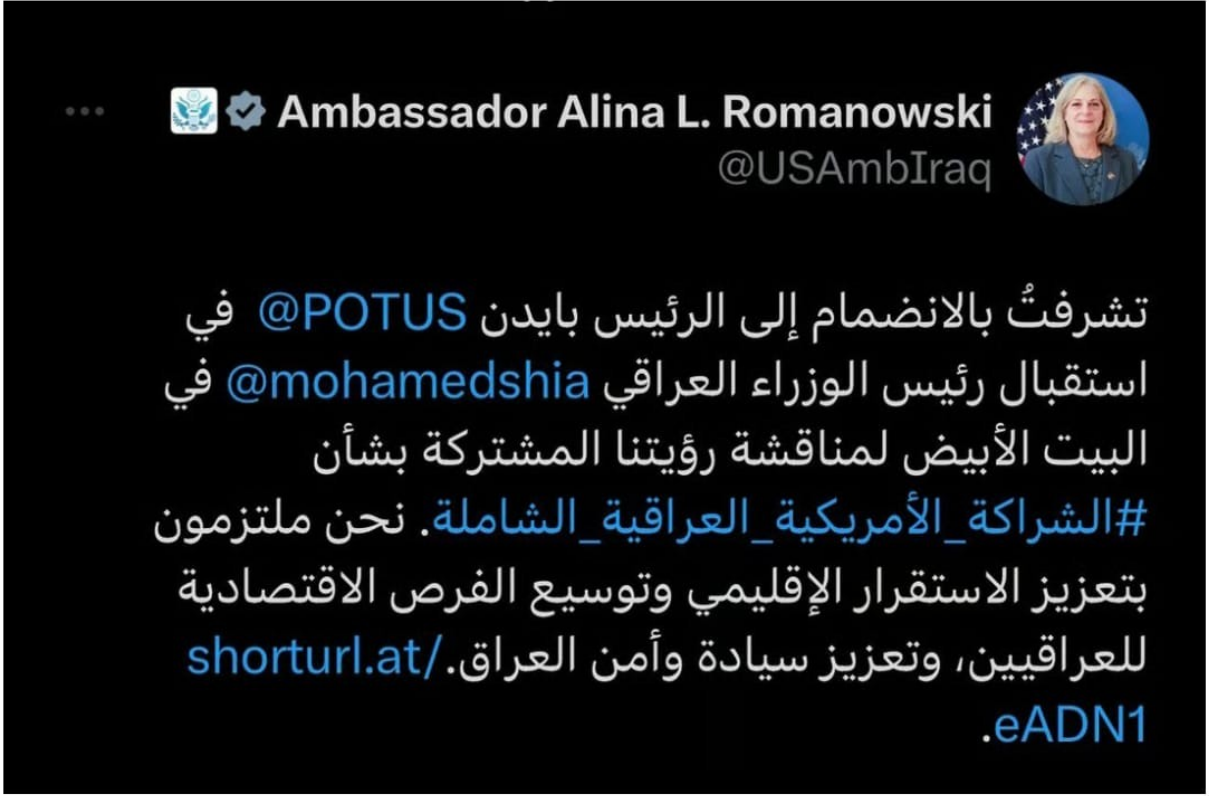 Ambassador Alina L. Romanowski
@USAmbIraq
تشرفتُ بالانضمام إلى الرئيس بايدن @POTUS في
استقبال رئيس الوزراء العراقي @mohamedshia في
البيت الأبيض لمناقشة رؤيتنا المشتركة بشأن
#الشراكة_الأمريكية_العراقية_الشاملة. نحن ملتزمون
بتعزيز الاستقرار الإقليمي وتوسيع الفرص الاقتصادية
للعراقيين، وتعزيز سيادة وأمن العراق.shorturl.at/
eADN1.